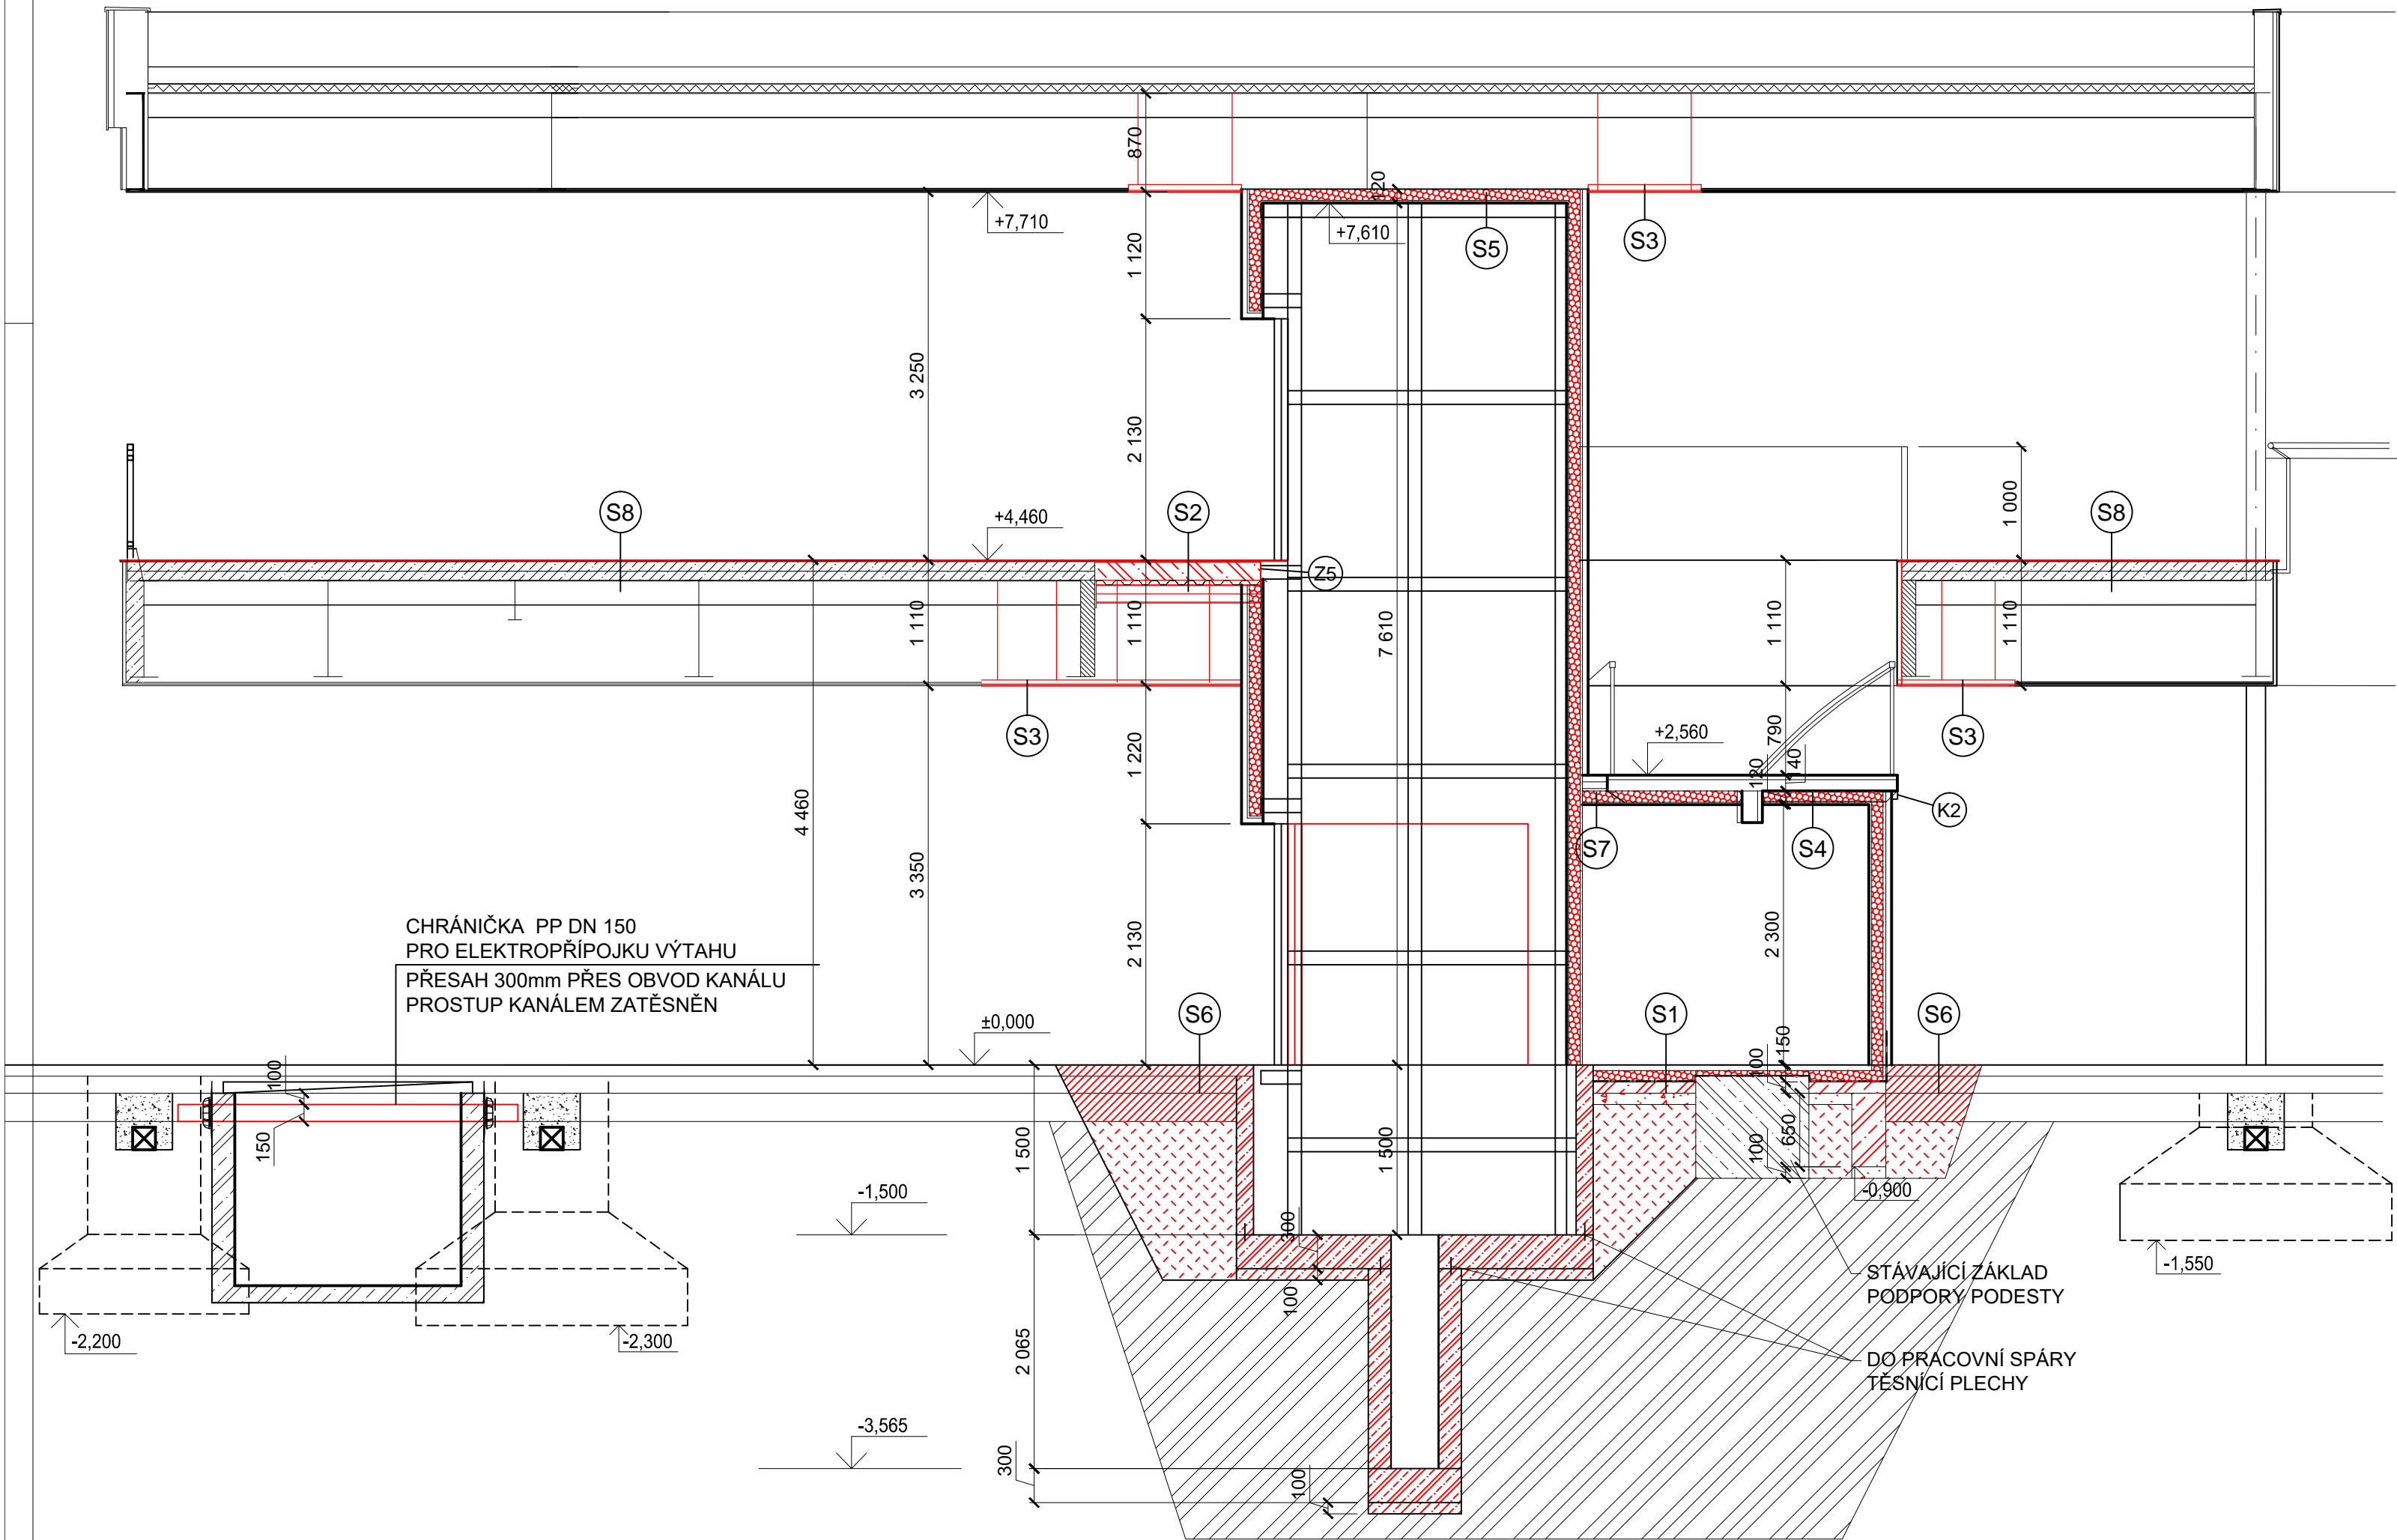 870
120
+7,710
+7,610
S5
S3
1 120
3 250
2 130
1 000
S8
+4,460
S2
S8
Z5
1 110
1 110
7 610
1 110
1 110
S3
1 220
+2,560
790
140
120
S3
K2
4 460
S7
S4
3 350
2 130
2 300
CHRÁNIČKA PP DN 150
PRO ELEKTROPŘÍPOJKU VÝTAHU
PŘESAH 300mm PŘES OBVOD KANÁLU
PROSTUP KANÁLEM ZATĚSNĚN
±0,000
S6
S1
S6
100
150
100
150
1 500
1 500
650
100
-1,500
-0,900
300
STÁVAJÍCÍ ZÁKLAD
PODPORY PODESTY
-1,550
100
-2,200
-2,300
2 065
DO PRACOVNÍ SPÁRY
TĚSNÍCÍ PLECHY
-3,565
300
100